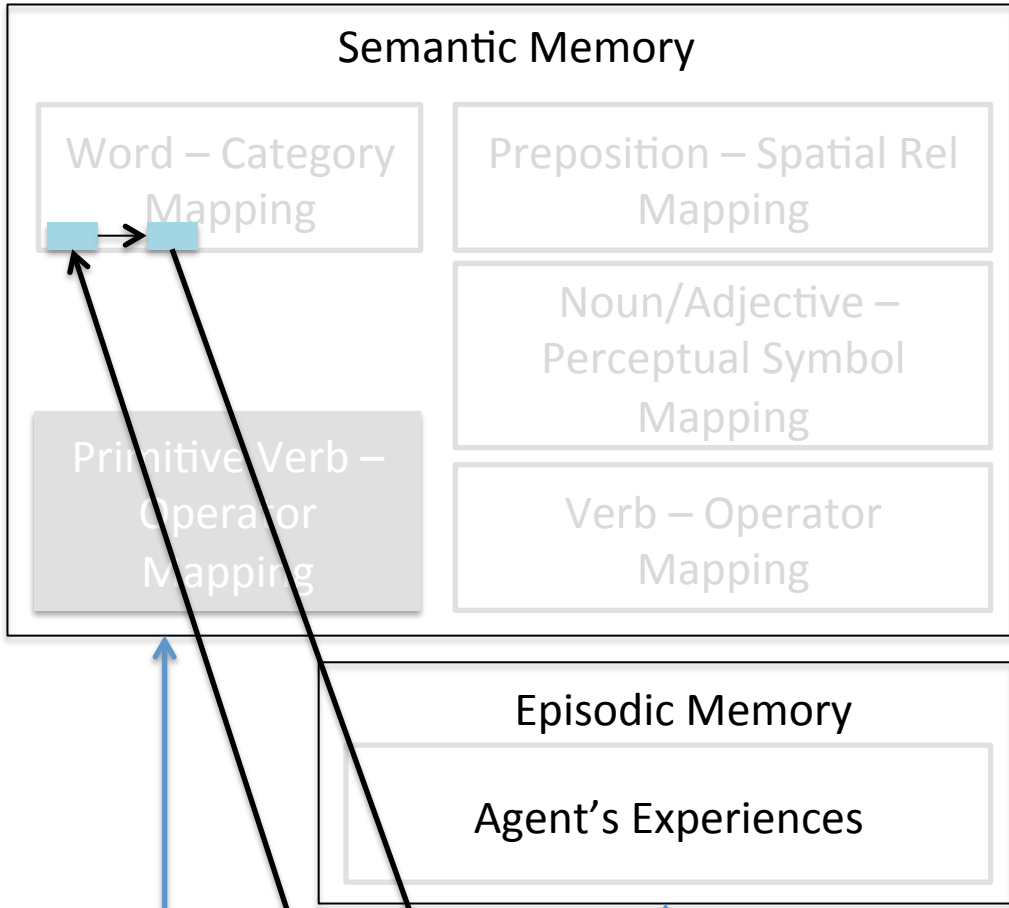 Semantic Memory
Word – Category
Mapping
Preposition – Spatial Rel
Mapping
Noun/Adjective –
Perceptual Symbol
Mapping
Primitive Verb –
Operator
Mapping
Verb – Operator
Mapping
Episodic Memory
Agent’s Experiences